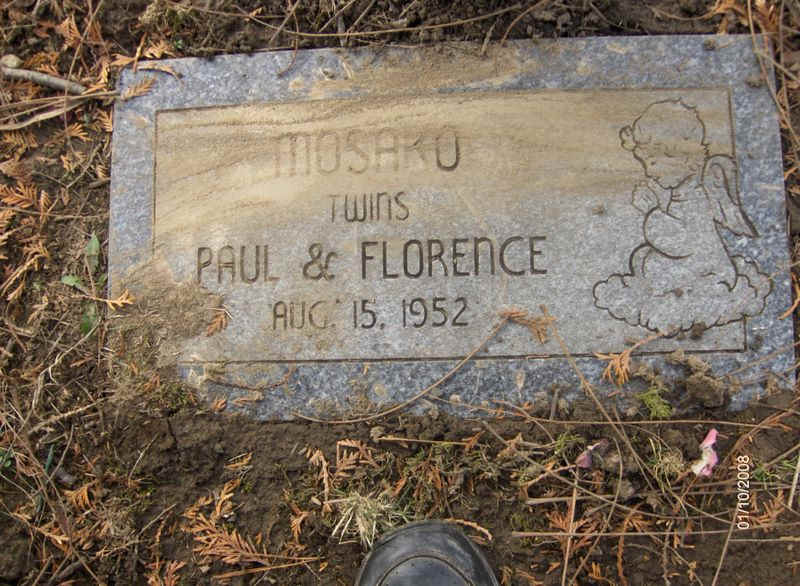 MOSAKO
TWINS
PAUL & FLORENCE
AUG. 15, 1952
01/10/2008